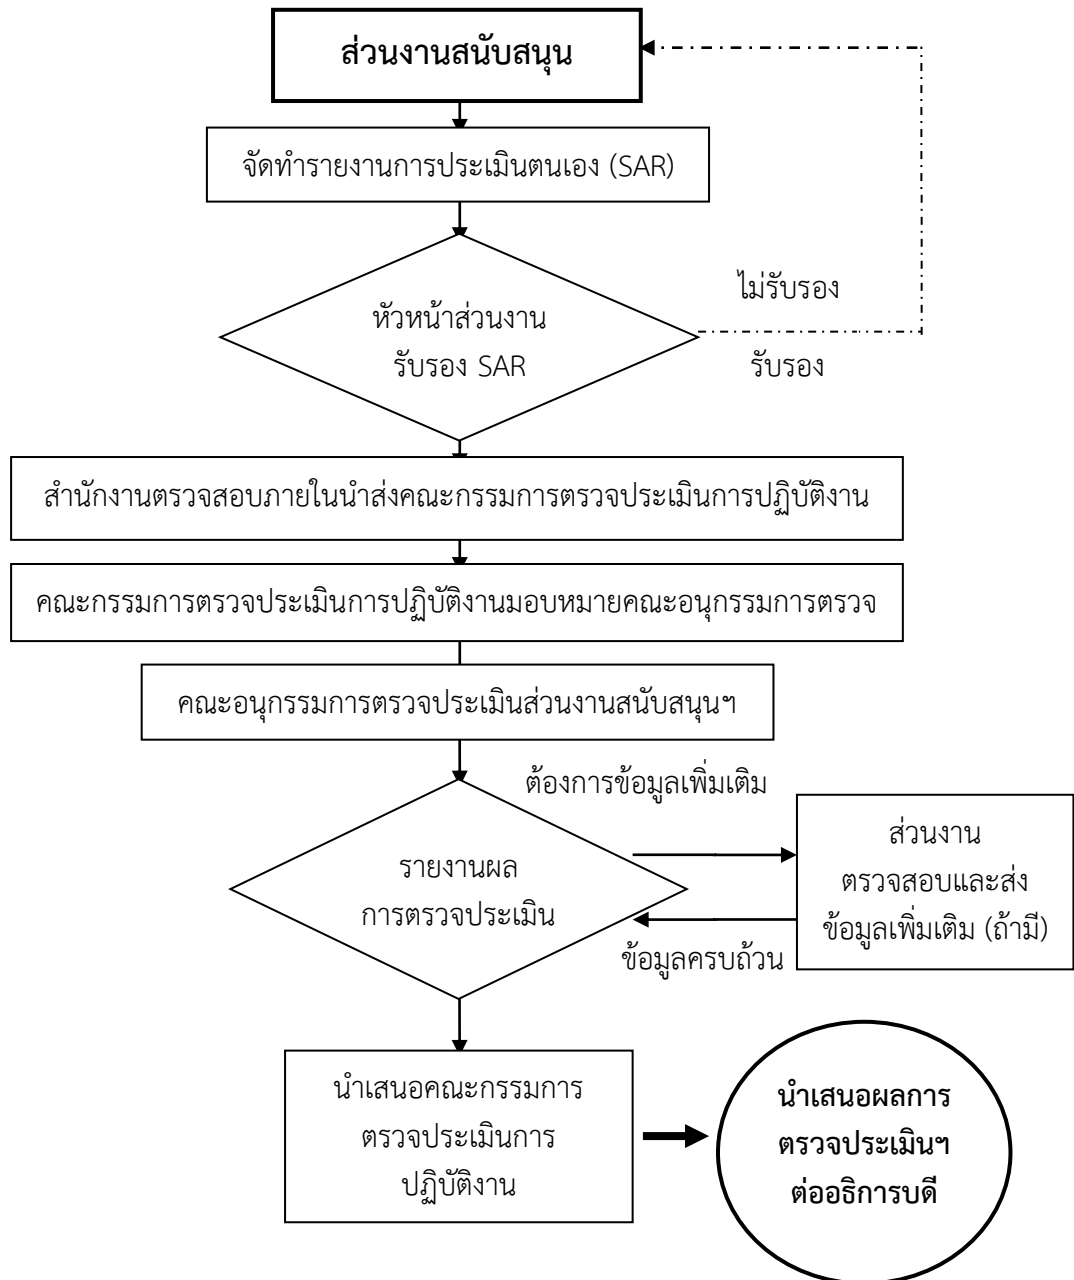 ส่วนงานสนับสนุน
จัดทำรายงานการประเมินตนเอง (SAR)
ไม่รับรอง
หัวหน้าส่วนงาน
รับรอง SAR
รับรอง
สำนักงานตรวจสอบภายในนำส่งคณะกรรมการตรวจประเมินการปฏิบัติงาน
คณะกรรมการตรวจประเมินการปฏิบัติงานมอบหมายคณะอนุกรรมการตรวจ
คณะอนุกรรมการตรวจประเมินส่วนงานสนับสนุนฯ
ต้องการข้อมูลเพิ่มเติม
รายงานผล
การตรวจประเมิน
ส่วนงาน
ตรวจสอบและส่ง
ข้อมูลเพิ่มเติม (ถ้ามี)
ข้อมูลครบถ้วน
นำเสนอคณะกรรมการ
ตรวจประเมินการ
ปฏิบัติงาน
นำเสนอผลการ
ตรวจประเมินฯ
ต่ออธิการบดี